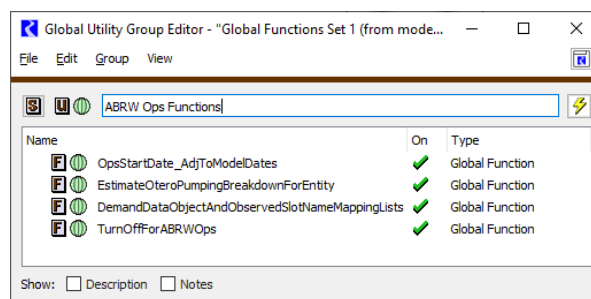 Global Utility Group Editor - "Global Functions Set 1 (from mode...
File Edit Group View
S U ABRW Ops Functions
Name On Type
F OpsStartDate_AdjToModelDates Global Function
F EstimateOteroPumpingBreakdownForEntity Global Function
F DemandDataObjectAndObservedSlotNameMappingLists Global Function
F TurnOffForABRWOps Global Function
Show: Description Notes